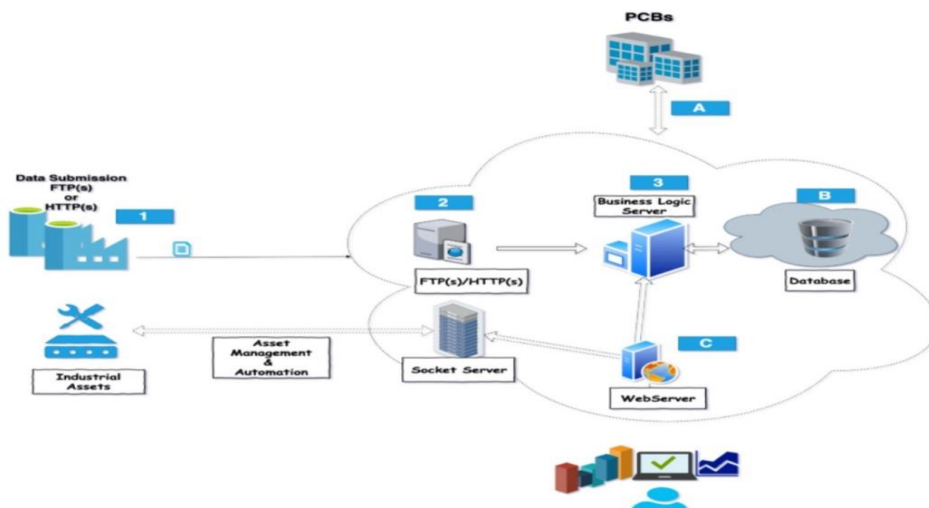 PCBs
A
Data Submission
FTP(s)
or
HTTP(s)
1
2
3
Business Logic
Server
B
FTP(s)/HTTP(s)
Database
Asset
Management
&
Automation
Industrial
Assets
Socket Server
C
WebServer